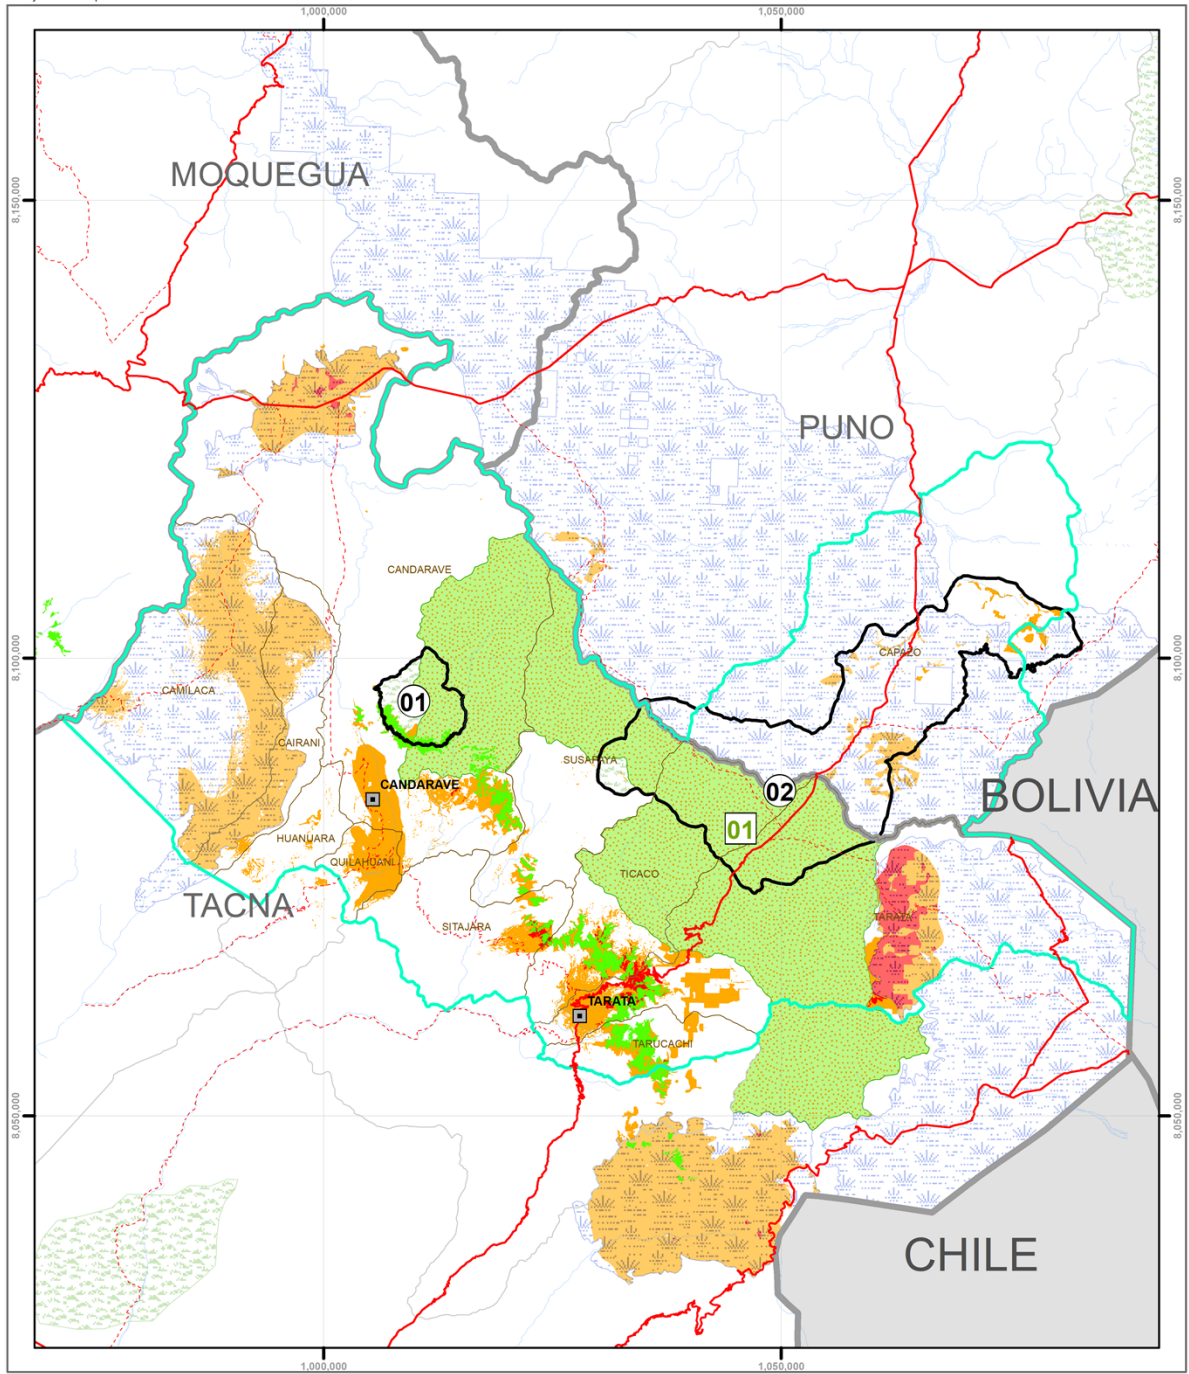 1,000,000
1,050,000
MOQUEGUA
8,150,000
8,150,000
PUNO
CANDARAVE
CAPAZO
8,100,000
8,100,000
CAMILACA
01
CAIRANI
SUSAPAYA
CANDARAVE
02
BOLIVIA
01
HUANUARA
QUILAHUANI
TICACO
TACNA
SITAJARA
TARATA
TARATA
TARUCACHI
8,050,000
8,050,000
CHILE
1,000,000
1,050,000